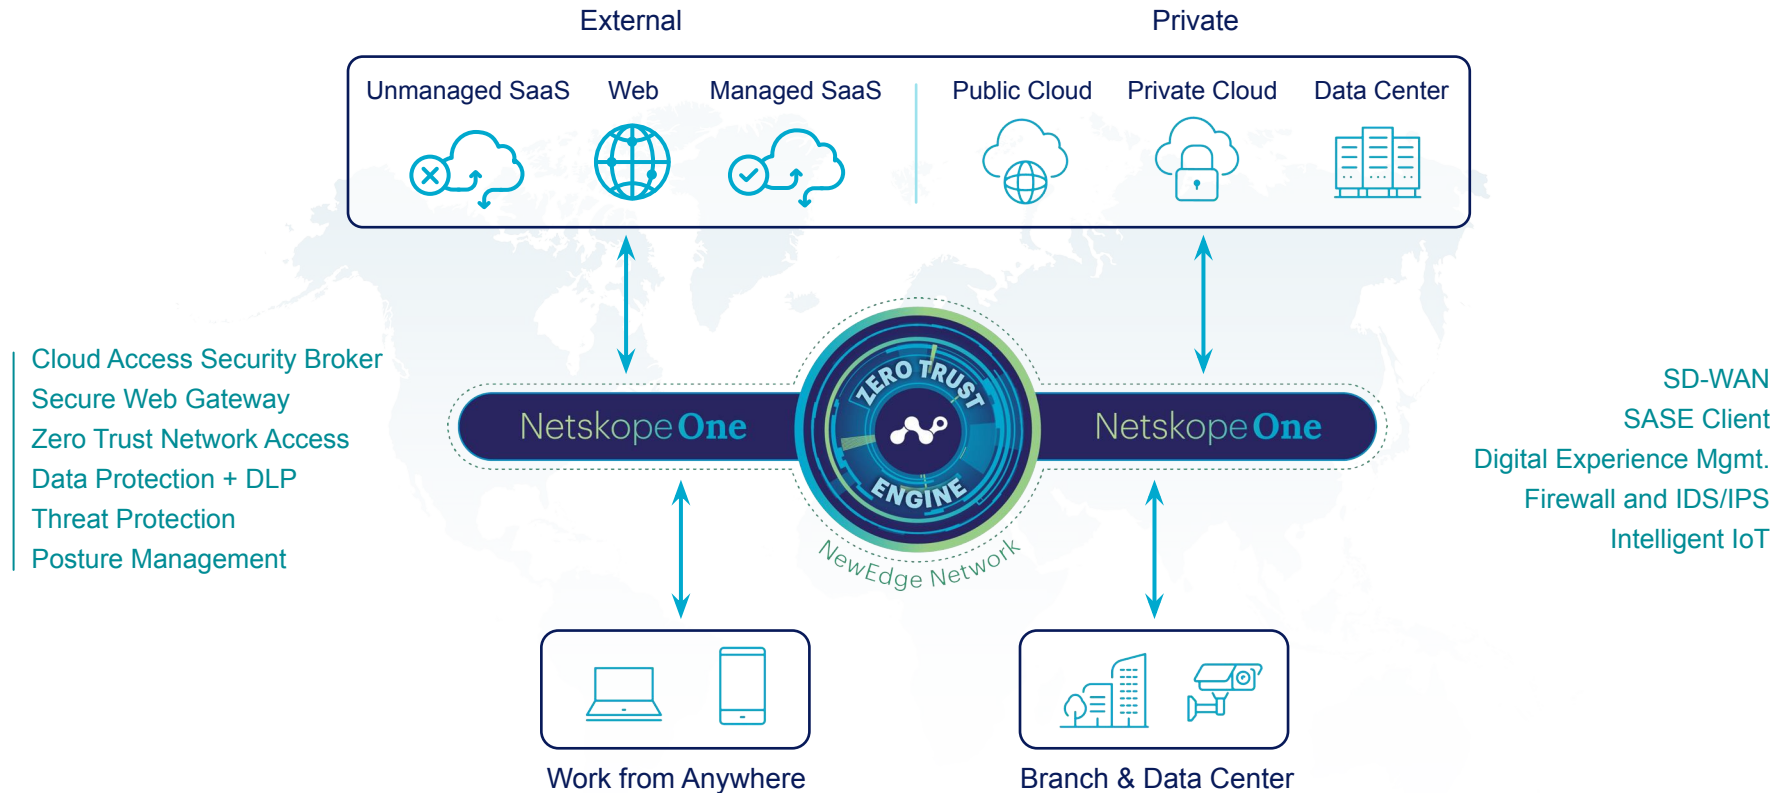 External
Private
Unmanaged SaaS
Web
Managed SaaS
Public Cloud
Private Cloud
Data Center
Cloud Access Security Broker
Secure Web Gateway
Zero Trust Network Access
Data Protection + DLP
Threat Protection
Posture Management
Netskope One
ZERO TRUST
ENGINE
NewEdge Network
Netskope One
SD-WAN
SASE Client
Digital Experience Mgmt.
Firewall and IDS/IPS
Intelligent IoT
Work from Anywhere
Branch & Data Center